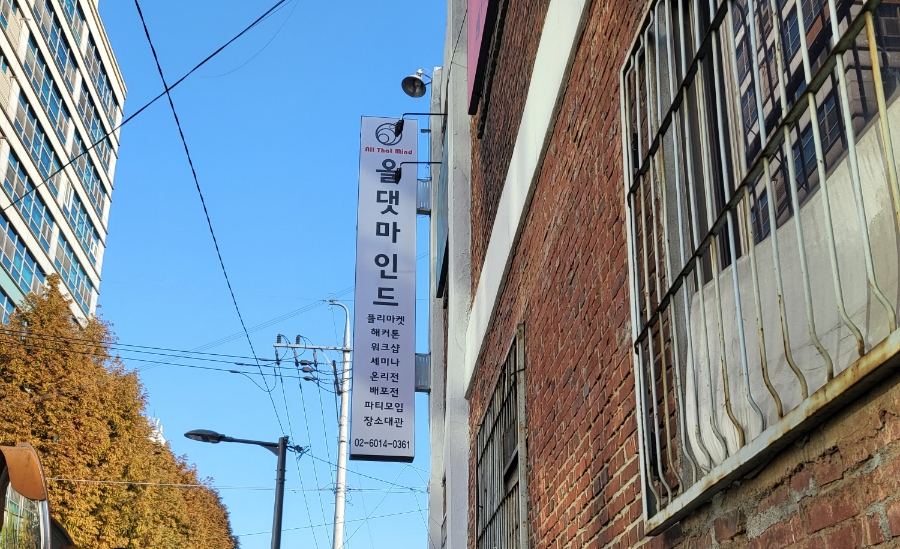 All That Mind
올댓마인드
플리마켓
해커톤
워크샵
세미나
온리전
배포전
파티모임
장소대관
02-6014-0361